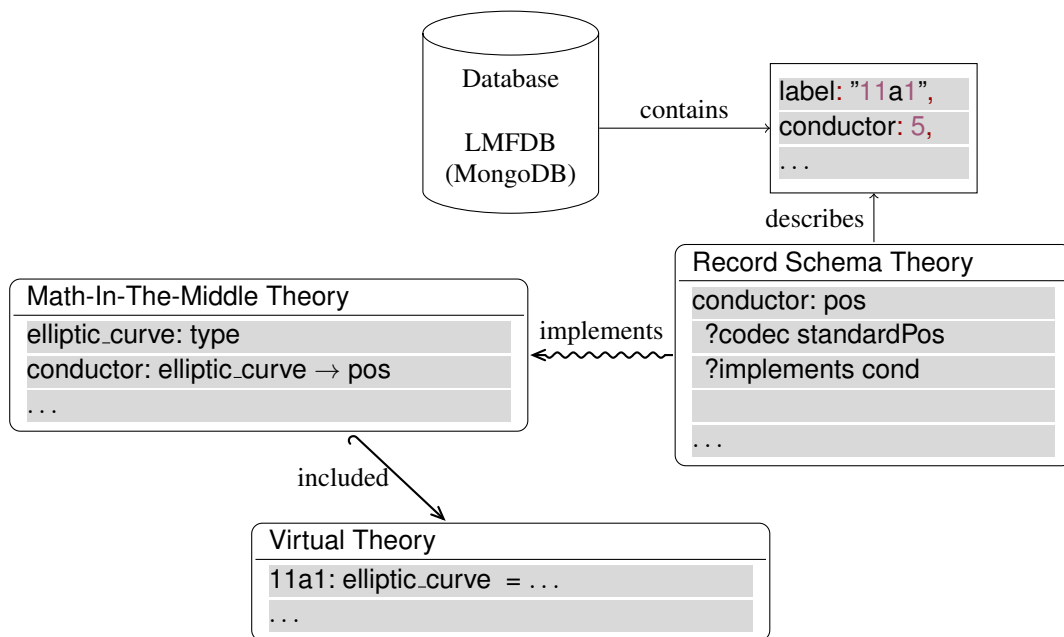 Database
LMFDB
(MongoDB)
contains
label: ”11a1”,
conductor: 5,
...
describes
Record Schema Theory
conductor: pos
?codec standardPos
?implements cond
...
implements
Math-In-The-Middle Theory
elliptic_curve: type
conductor: elliptic_curve → pos
...
included
Virtual Theory
11a1: elliptic_curve = ...
...